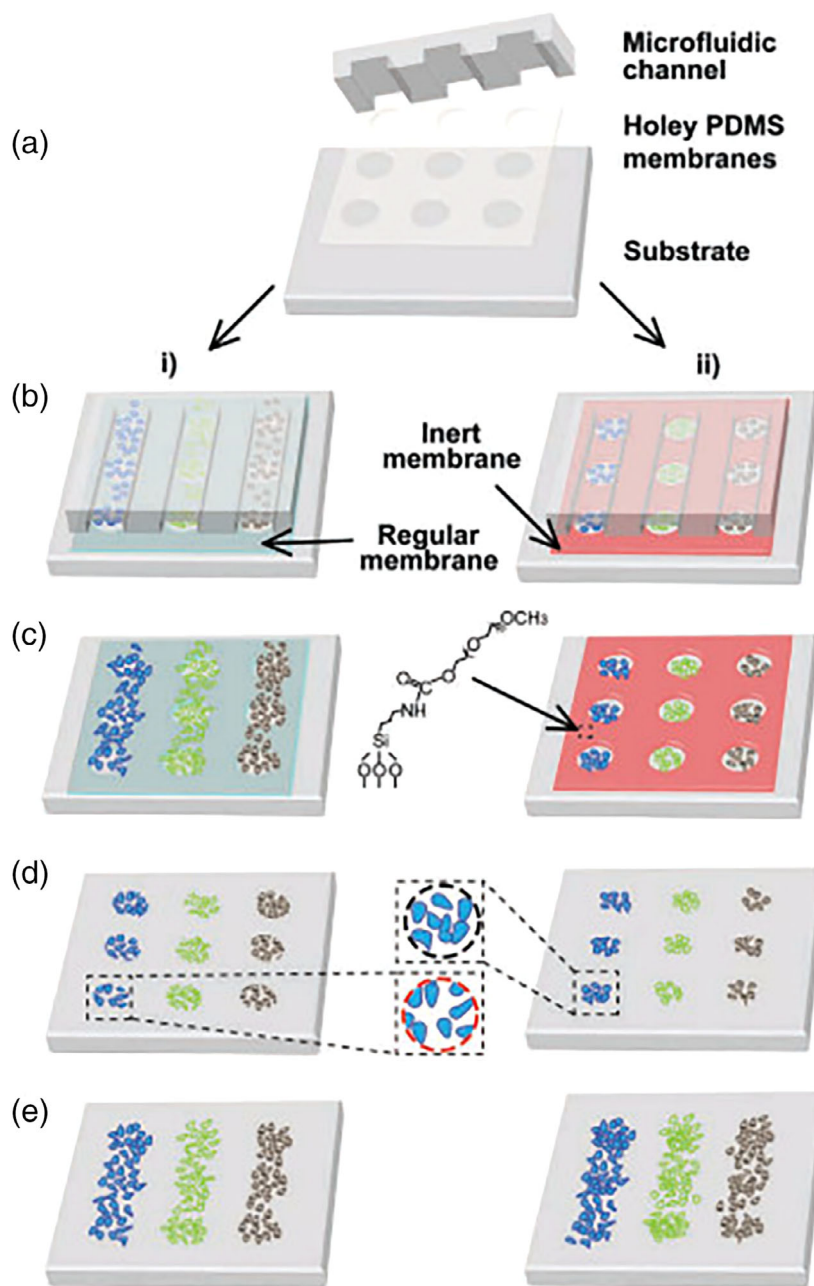 Microfluidic
channel
(a)
Holey PDMS
membranes
Substrate
i)
ii)
(b)
Inert
membrane
Regular
membrane
(c)
OCH3
O
O
C
O
NH
Si
O O O
(d)
(e)